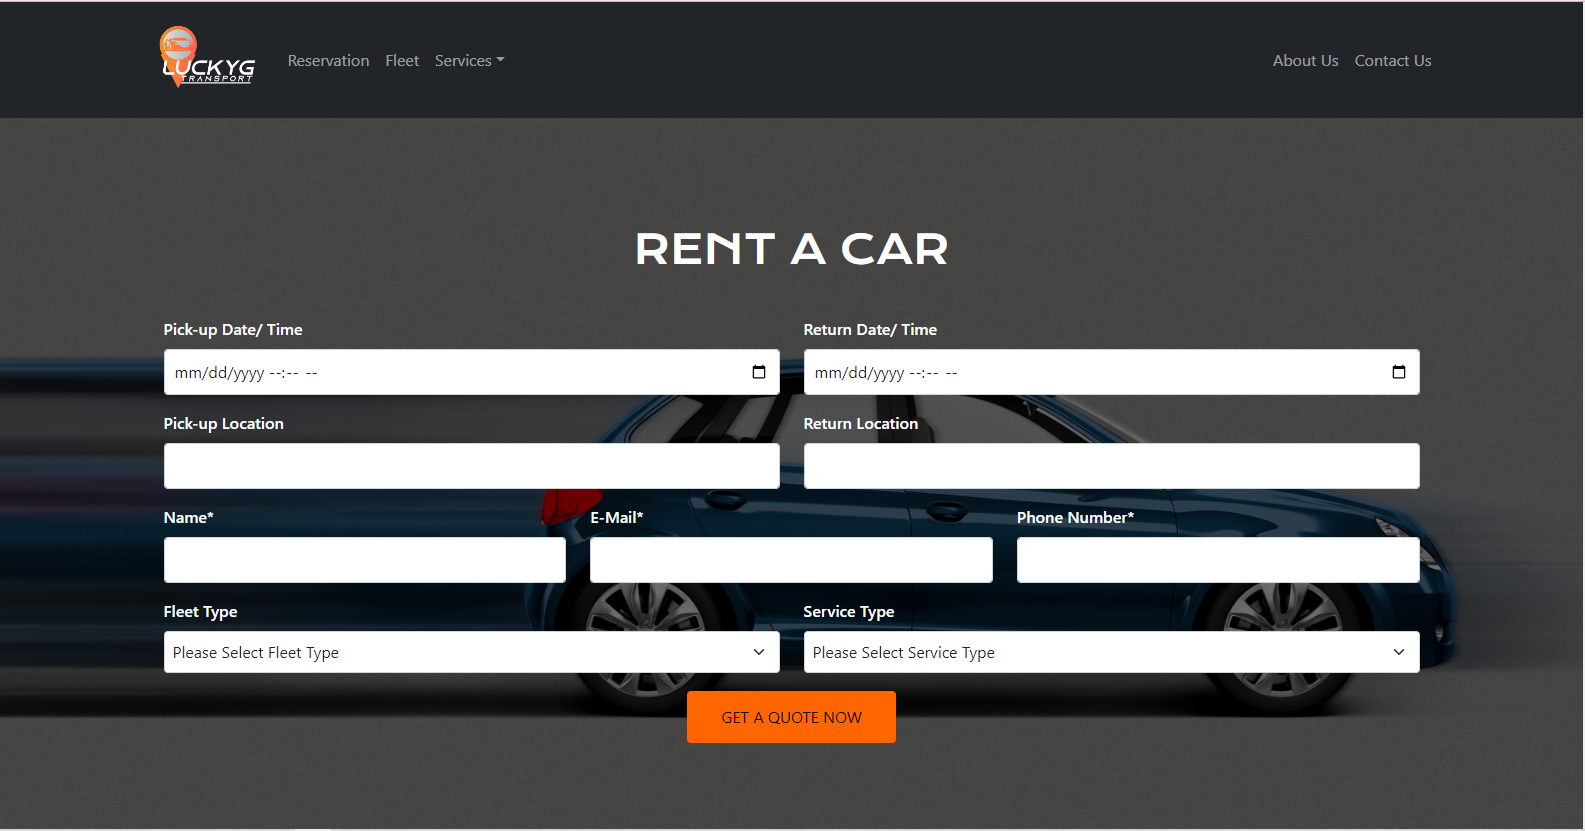 LUCKYG
TRANSPORT
Reservation Fleet Services About Us Contact Us
RENT A CAR
Pick-up Date/ Time Return Date/ Time
mm/dd/yyyy --:-- -- mm/dd/yyyy --:-- --
Pick-up Location Return Location
Name* E-Mail* Phone Number*
Fleet Type Service Type
Please Select Fleet Type Please Select Service Type
GET A QUOTE NOW